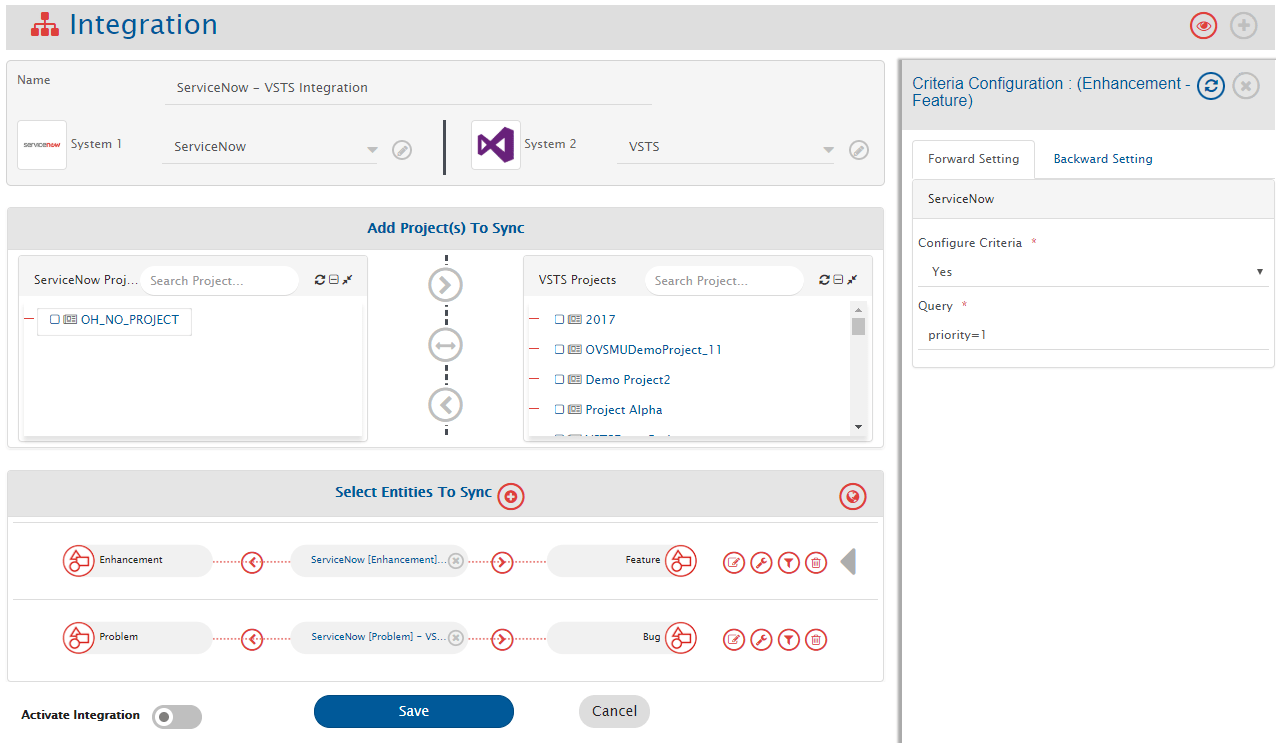 Integration
Name
ServiceNow – VSTS Integration
servicenow
System 1
ServiceNow
System 2
VSTS
Add Project(s) To Sync
ServiceNow Proj...
Search Project...
OH_NO_PROJECT
VSTS Projects
Search Project...
2017
OVSMUDemoProject_11
Demo Project2
Project Alpha
Select Entities To Sync
Enhancement
ServiceNow [Enhancement]...
Feature
Problem
ServiceNow [Problem] – VS...
Bug
Activate Integration
Save
Cancel
Criteria Configuration : (Enhancement -
Feature)
Forward Setting
Backward Setting
ServiceNow
Configure Criteria *
Yes
Query *
priority=1